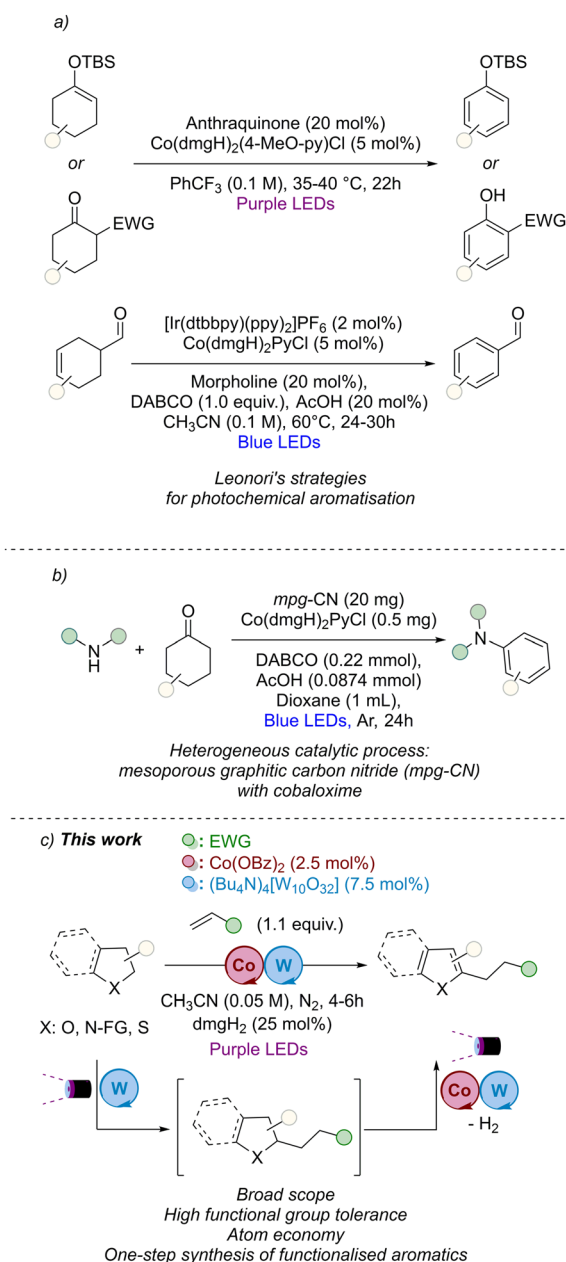 a)
OTBS
OTBS
Anthraquinone (20 mol%)
Co(dmgH)₂(4-MeO-py)Cl (5 mol%)
or
or
PhCF₃ (0.1 M), 35-40 °C, 22h
Purple LEDs
O
EWG
OH
EWG
O
O
[Ir(dtbbpy)(ppy)₂]PF₆ (2 mol%)
Co(dmgH)₂PyCl (5 mol%)
Morpholine (20 mol%),
DABCO (1.0 equiv.), AcOH (20 mol%)
CH₃CN (0.1 M), 60°C, 24-30h
Blue LEDs
Leonori's strategies
for photochemical aromatisation
b)
N
H
+
O
mpg-CN (20 mg)
Co(dmgH)₂PyCl (0.5 mg)
N
DABCO (0.22 mmol),
AcOH (0.0874 mmol)
Dioxane (1 mL),
Blue LEDs, Ar, 24h
Heterogeneous catalytic process:
mesoporous graphitic carbon nitride (mpg-CN)
with cobaloxime
c) This work
: EWG
: Co(OBz)₂ (2.5 mol%)
: (Bu₄N)₄[W₁₀O₃₂] (7.5 mol%)
(1.1 equiv.)
Co W
X
X
CH₃CN (0.05 M), N₂, 4-6h
dmgH₂ (25 mol%)
Purple LEDs
X: O, N-FG, S
W
Co W
- H₂
X
Broad scope
High functional group tolerance
Atom economy
One-step synthesis of functionalised aromatics